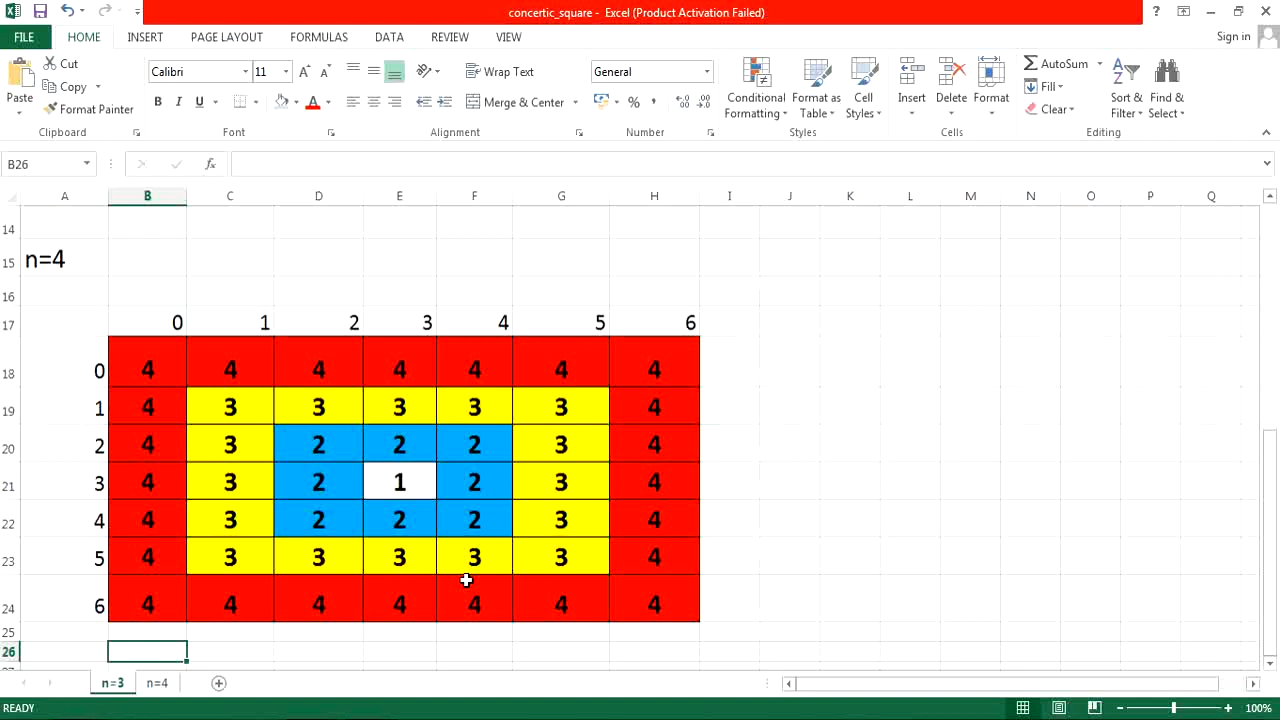 concertic_square - Excel (Product Activation Failed)
FILE HOME INSERT PAGE LAYOUT FORMULAS DATA REVIEW VIEW Sign in
Paste Cut Copy Format Painter Clipboard
Calibri 11 B I U A Font
Wrap Text Merge & Center Alignment
General % , Number
Conditional Formatting Format as Table Cell Styles Styles
Insert Delete Format Cells
AutoSum Fill Clear Sort & Filter Find & Select Editing
B26 fx
A B C D E F G H I J K L M N O P Q
14
15 n=4
16
17 0 1 2 3 4 5 6
18 0 4 4 4 4 4 4 4
19 1 4 3 3 3 3 3 4
20 2 4 3 2 2 2 3 4
21 3 4 3 2 1 2 3 4
22 4 4 3 2 2 2 3 4
23 5 4 3 3 3 3 3 4
24 6 4 4 4 4 4 4 4
25
26
n=3 n=4
READY 100%